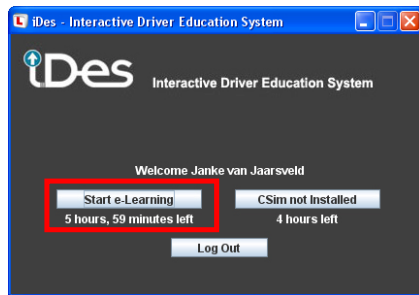 iDes - Interactive Driver Education System
iDes Interactive Driver Education System
Welcome Janke van Jaarsveld
Start e-Learning CSim not Installed
5 hours, 59 minutes left 4 hours left
Log Out